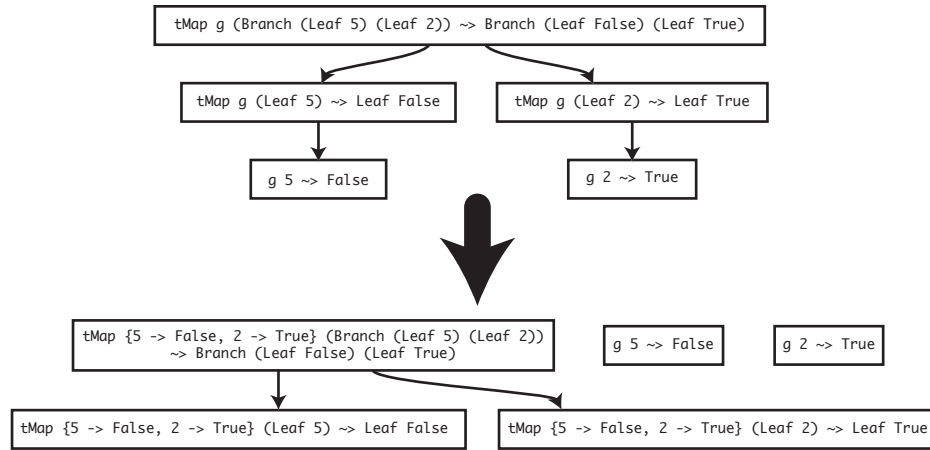 tMap g (Branch (Leaf 5) (Leaf 2)) ~> Branch (Leaf False) (Leaf True)
tMap g (Leaf 5) ~> Leaf False
tMap g (Leaf 2) ~> Leaf True
g 5 ~> False
g 2 ~> True
tMap {5 -> False, 2 -> True} (Branch (Leaf 5) (Leaf 2))
~> Branch (Leaf False) (Leaf True)
g 5 ~> False
g 2 ~> True
tMap {5 -> False, 2 -> True} (Leaf 5) ~> Leaf False
tMap {5 -> False, 2 -> True} (Leaf 2) ~> Leaf True